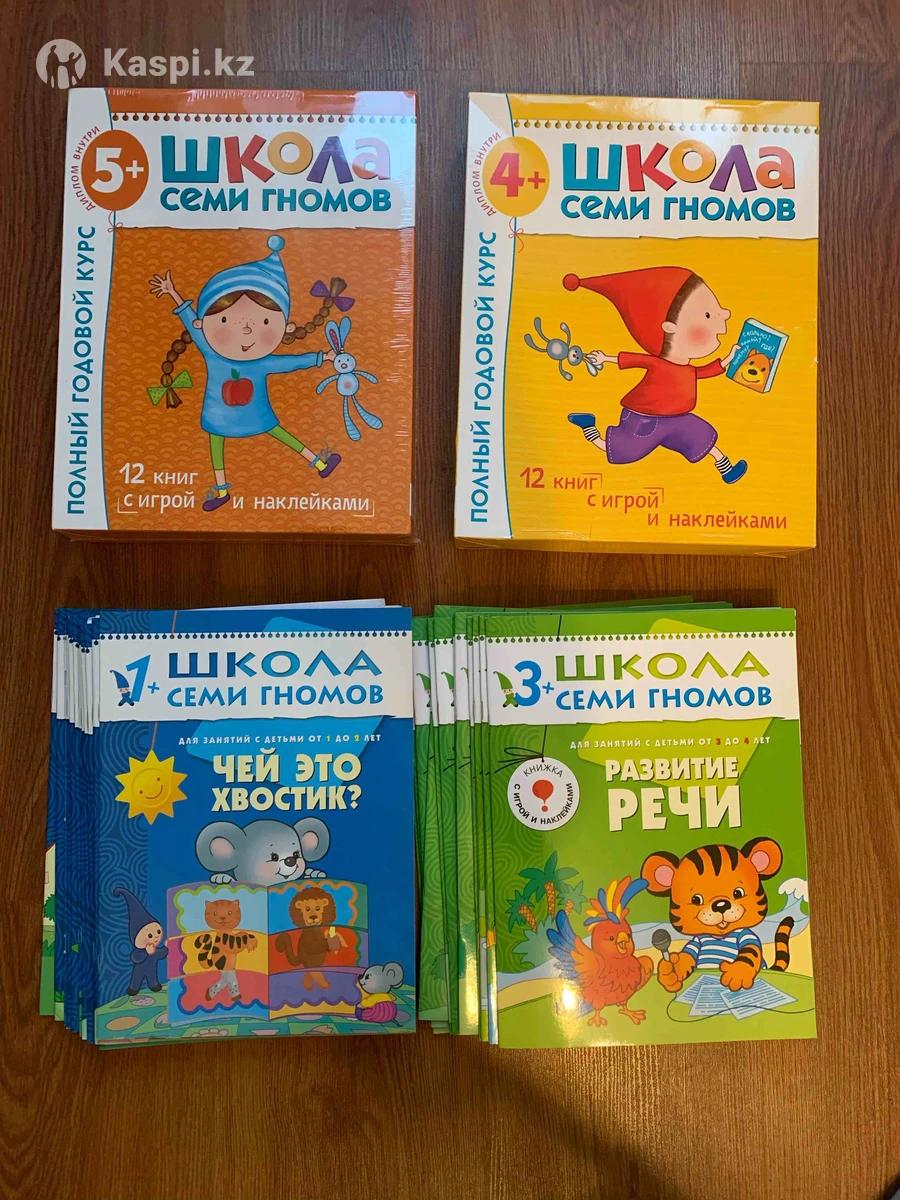 Kaspi.kz
ДИПЛОМ ВНУТРИ
5+
ШКОЛА
СЕМИ ГНОМОВ
ПОЛНЫЙ ГОДОВОЙ КУРС
12 КНИГ
С ИГРОЙ И НАКЛЕЙКАМИ
ДИПЛОМ ВНУТРИ
4+
ШКОЛА
СЕМИ ГНОМОВ
ПОЛНЫЙ ГОДОВОЙ КУРС
СКОЛЬКО?
ГДЕ?
12 КНИГ
С ИГРОЙ
И НАКЛЕЙКАМИ
1+
ШКОЛА
СЕМИ ГНОМОВ
ДЛЯ ЗАНЯТИЙ С ДЕТЬМИ ОТ 1 ДО 2 ЛЕТ
ЧЕЙ ЭТО
ХВОСТИК?
3+
ШКОЛА
СЕМИ ГНОМОВ
ДЛЯ ЗАНЯТИЙ С ДЕТЬМИ ОТ 3 ДО 4 ЛЕТ
КНИЖКА
С ИГРОЙ И НАКЛЕЙКАМИ
РАЗВИТИЕ
РЕЧИ